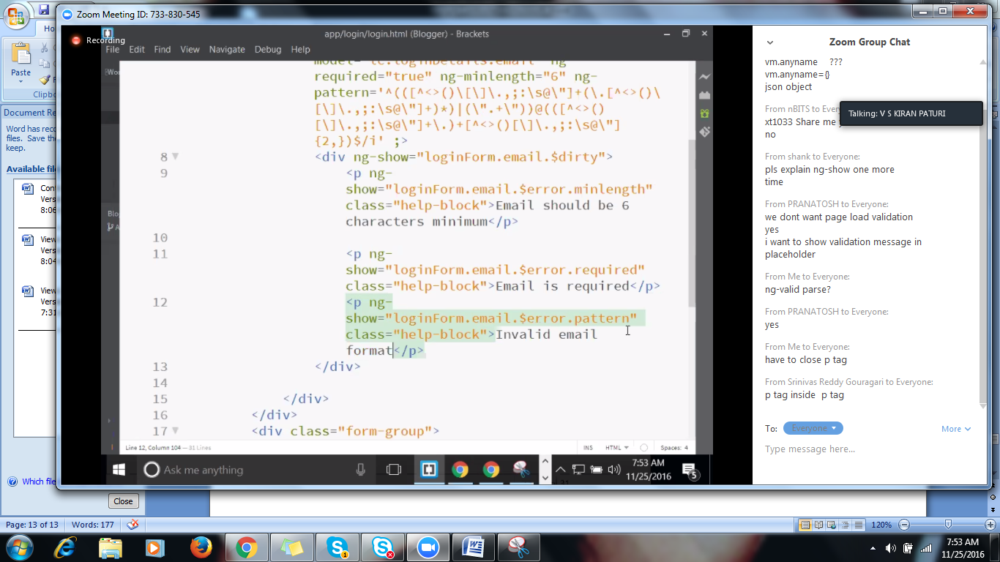 Zoom Meeting ID: 733-830-545
Paste
Clipb
Document Re
Word has reco
files. Save the
keep.
Available file
Cont
Vers
8:06
View
Vers
8:04
View
Vers
7:31
Which file
Close
Recording
app/login/login.html (Blogger) - Brackets
File Edit Find View Navigate Debug Help
required="true" ng-minlength="6" ng-
pattern='^(([^<>()\[\]\.,;:\s@\"]+(\.[^<>()\
[\]\.,;:\s@\"]+)*)|(\".+\"))@(([^<>()
[\]\.,;:\s@\"]+\.)+[^<>()[\]\.,;:\s@\"]
{2,})$/i' ;>
8 <div ng-show="loginForm.email.$dirty">
9 <p ng-
show="loginForm.email.$error.minlength"
class="help-block">Email should be 6
characters minimum</p>
10
11 <p ng-
show="loginForm.email.$error.required"
class="help-block">Email is required</p>
12 <p ng-
show="loginForm.email.$error.pattern"
class="help-block">Invalid email
format</p>
13 </div>
14
15 </div>
16 </div>
17 <div class="form-group">
Line 12, Column 104 — 31 Lines
INS HTML Spaces: 4
Ask me anything
7:53 AM
11/25/2016
5
Zoom Group Chat
vm.anyname ???
vm.anyname={}
json object
From nBITS to Every
Talking: V S KIRAN PATURI
xt1033 Share me
no
From shank to Everyone:
pls explain ng-show one more
time
From PRANATOSH to Everyone:
we dont want page load validation
yes
i want to show validation message in
placeholder
From Me to Everyone:
ng-valid parse?
From PRANATOSH to Everyone:
yes
From Me to Everyone:
have to close p tag
From Srinivas Reddy Gouragari to Everyone:
p tag inside p tag
To: Everyone More
Type message here...
Page: 13 of 13 Words: 177
120%
7:53 AM
11/25/2016